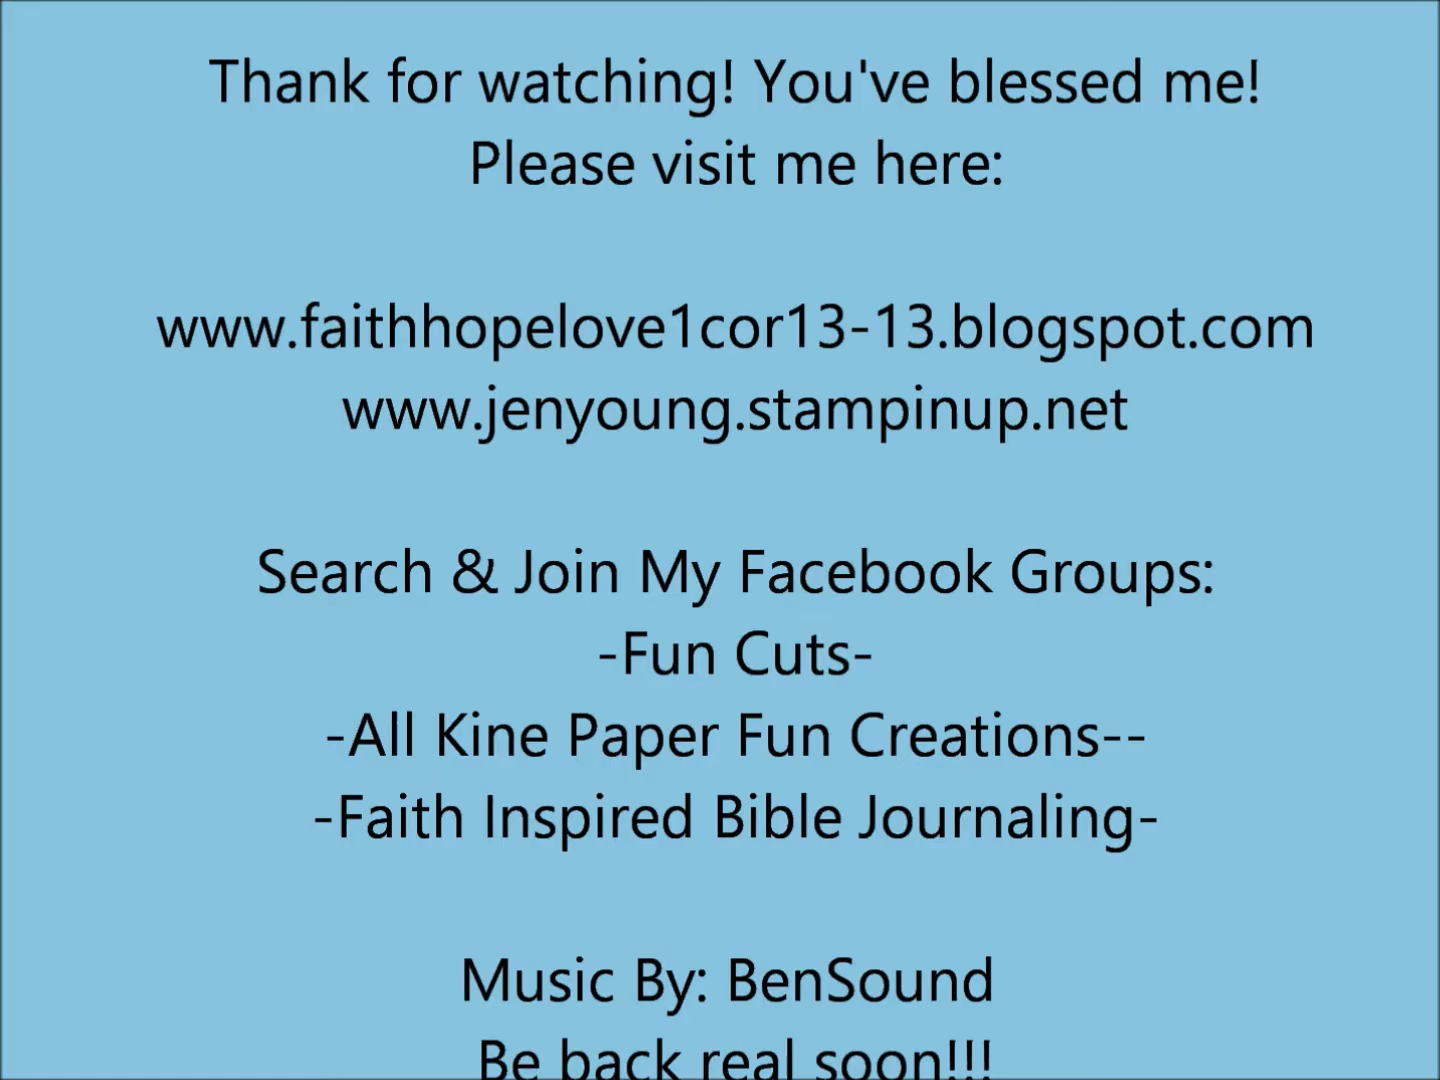 Thank for watching! You've blessed me!
Please visit me here:
www.faithhopelove1cor13-13.blogspot.com
www.jenyoung.stampinup.net
Search & Join My Facebook Groups:
-Fun Cuts-
-All Kine Paper Fun Creations--
-Faith Inspired Bible Journaling-
Music By: BenSound
Be back real soon!!!